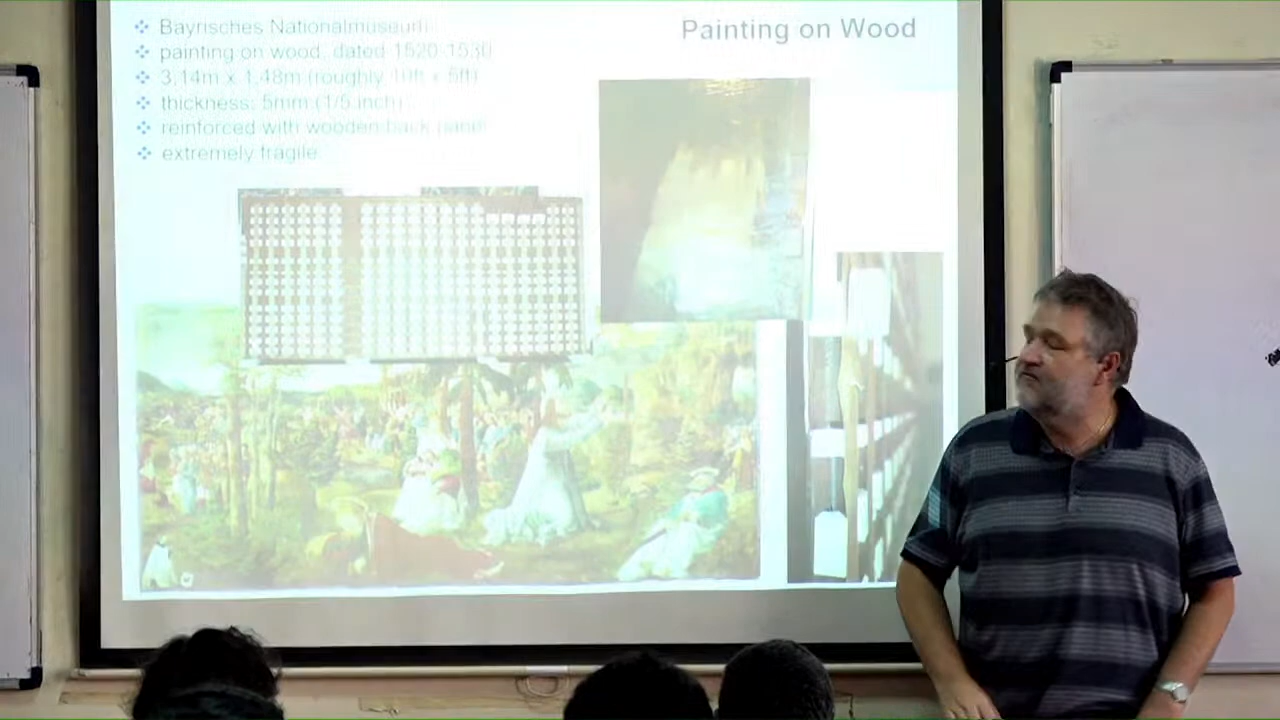 Painting on Wood
Bayrisches Nationalmuseum
painting on wood, dated 1520-1530
3,14m x 1,48m (roughly 10ft x 5ft)
thickness: 5mm (1/5 inch)
reinforced with wooden back panel
extremely fragile